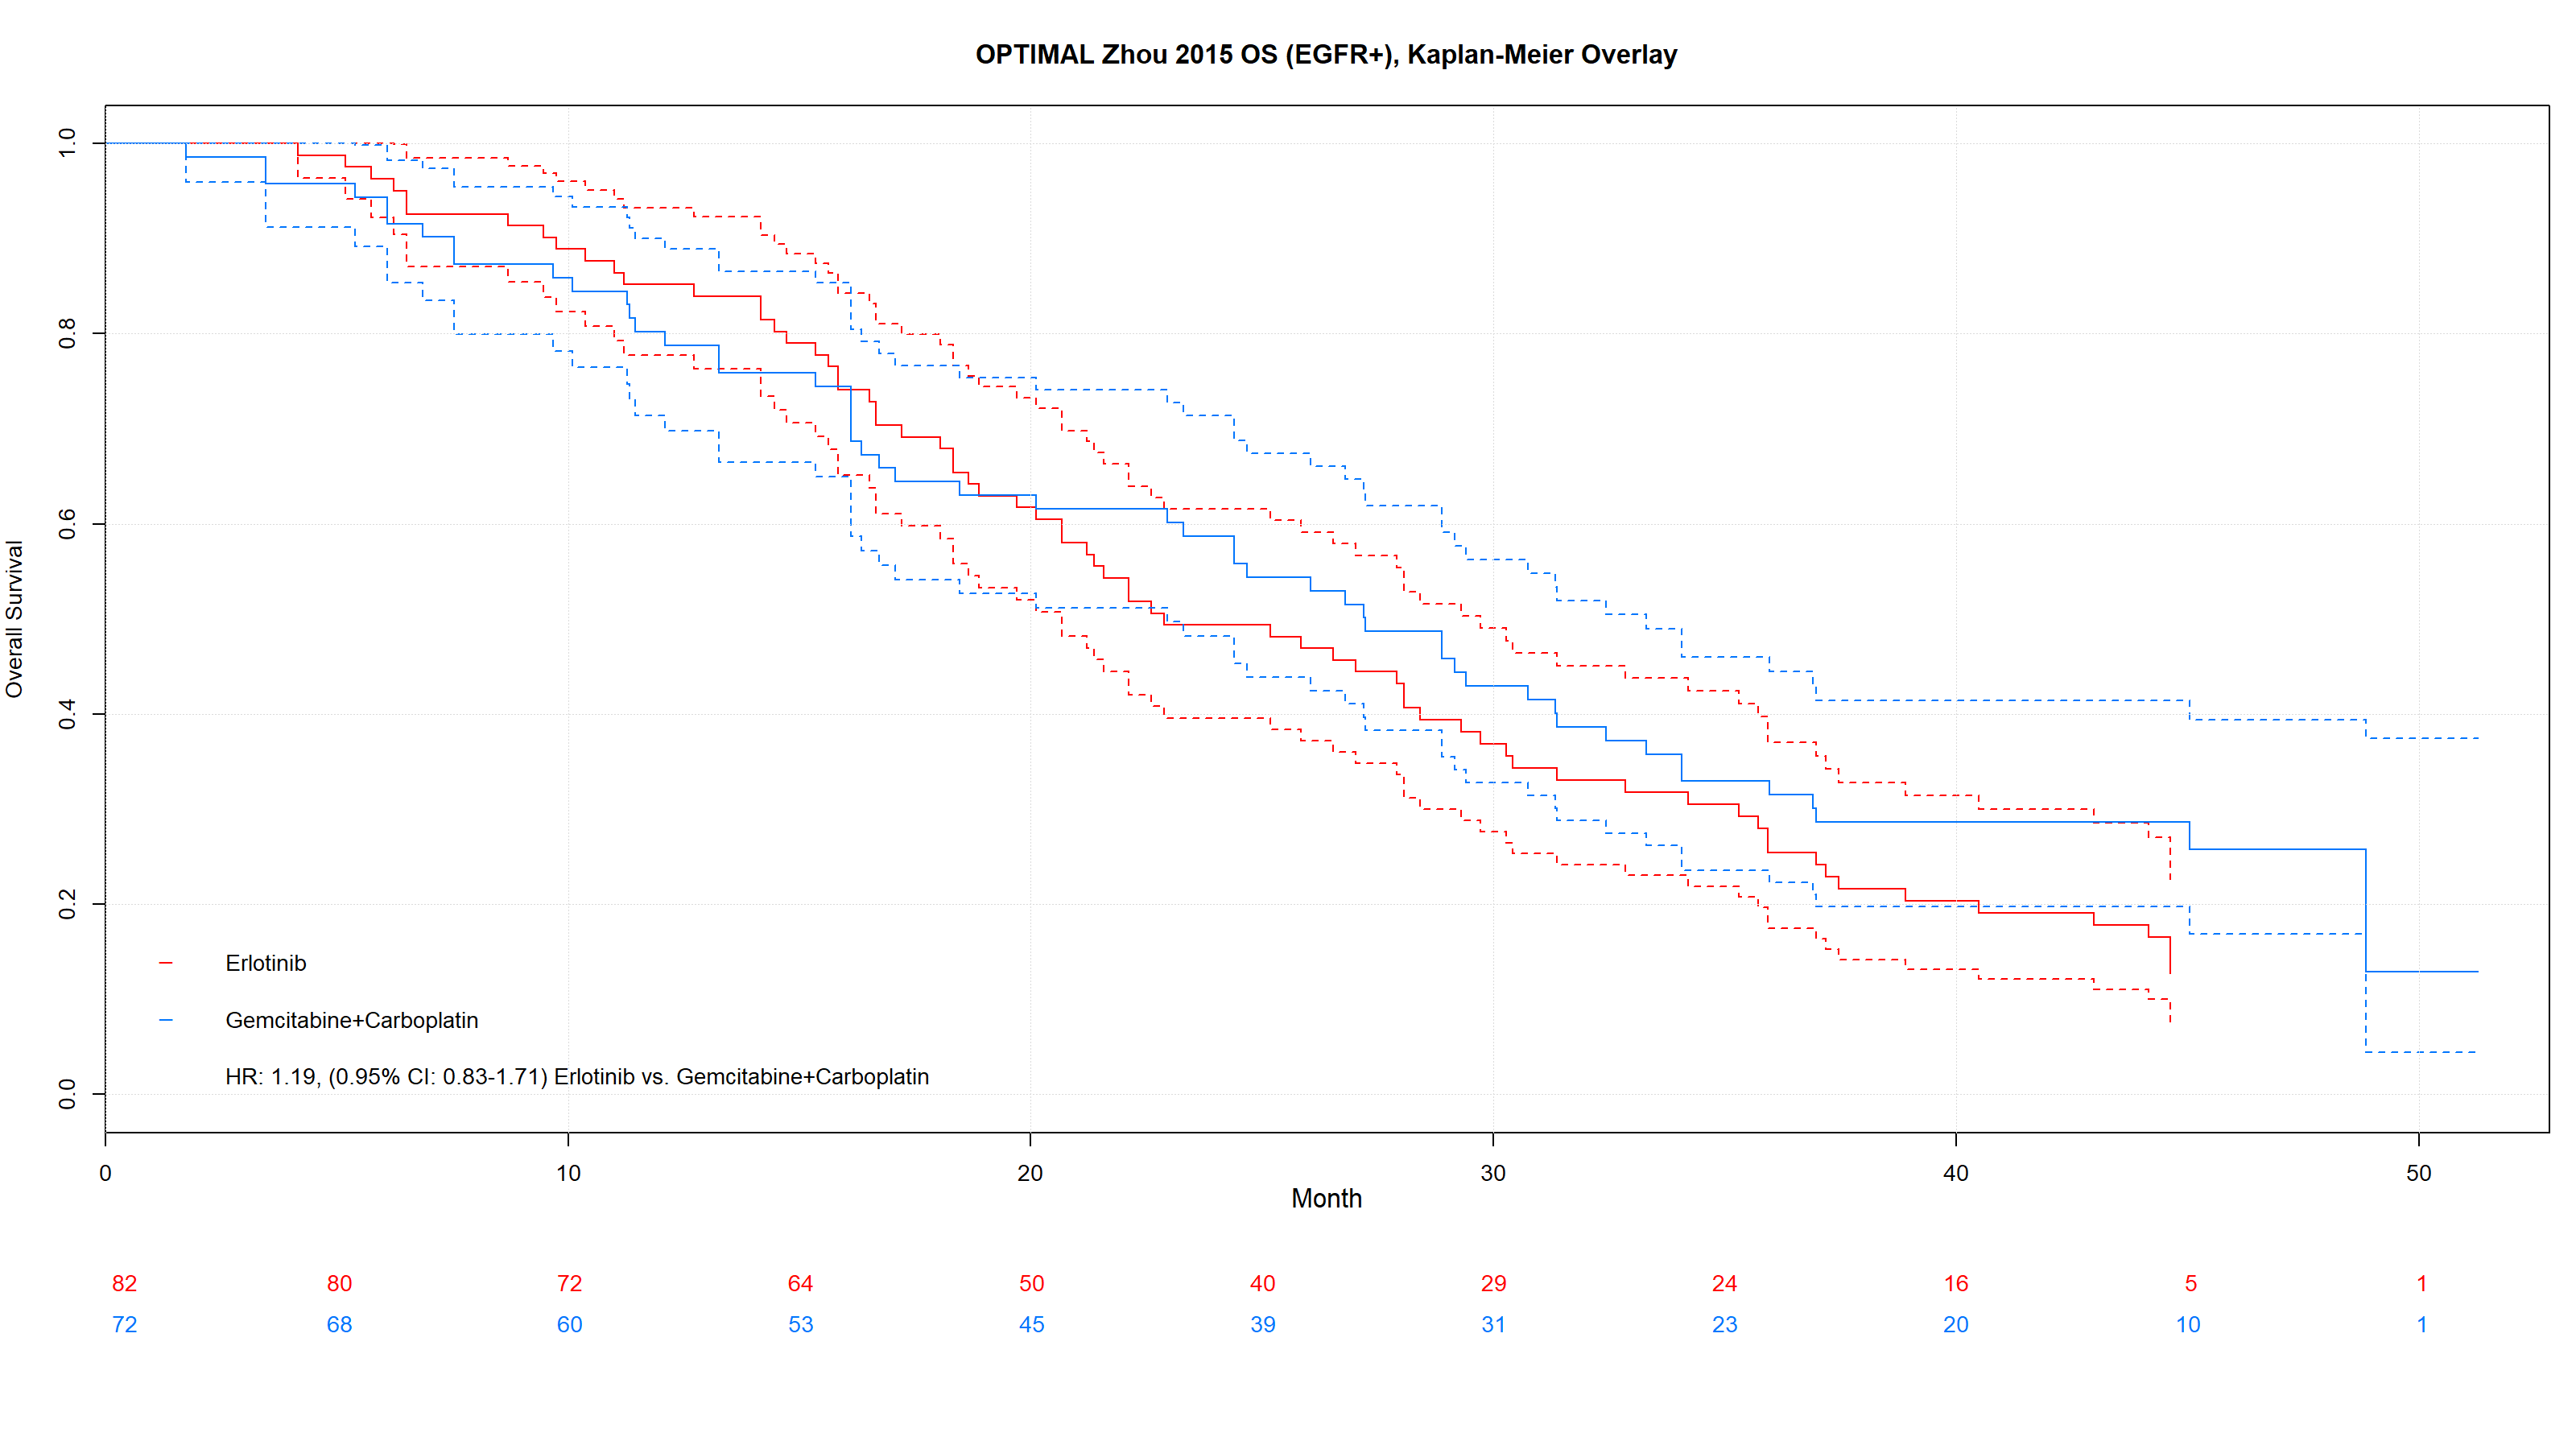 OPTIMAL Zhou 2015 OS (EGFR+), Kaplan-Meier Overlay
Overall Survival
1.0
0.8
0.6
0.4
0.2
0.0
Erlotinib
Gemcitabine+Carboplatin
HR: 1.19, (0.95% CI: 0.83-1.71) Erlotinib vs. Gemcitabine+Carboplatin
0 10 20 30 40 50
Month
82 80 72 64 50 40 29 24 16 5 1
72 68 60 53 45 39 31 23 20 10 1